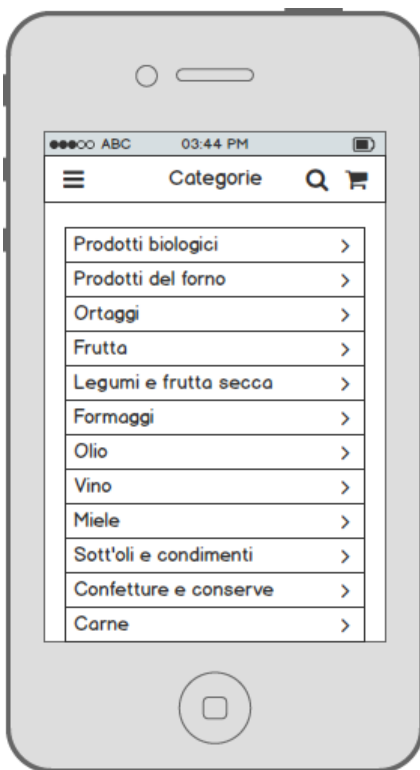 ABC 03:44 PM
Categorie
Prodotti biologici
Prodotti del forno
Ortaggi
Frutta
Legumi e frutta secca
Formaggi
Olio
Vino
Miele
Sott'oli e condimenti
Confetture e conserve
Carne